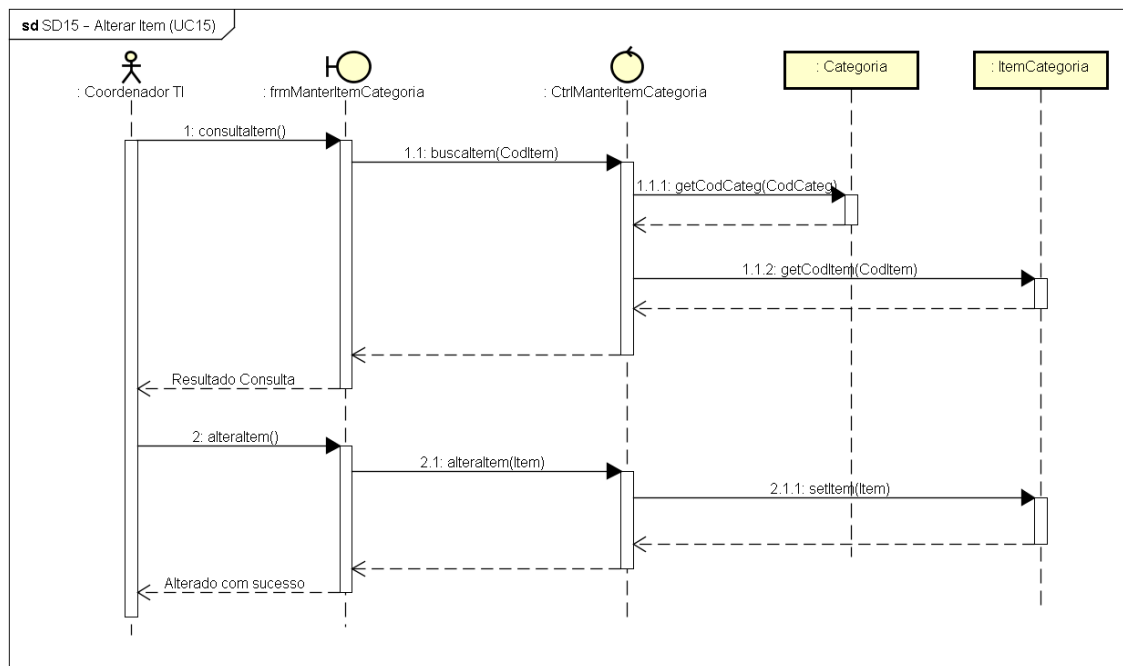 sd SD15 – Alterar Item (UC15)
: Coordenador TI
: frmManterItemCategoria
: CtrlManterItemCategoria
: Categoria
: ItemCategoria
1: consultaItem()
1.1: buscaItem(CodItem)
1.1.1: getCodCateg(CodCateg)
1.1.2: getCodItem(CodItem)
Resultado Consulta
2: alteraItem()
2.1: alteraItem(Item)
2.1.1: setItem(Item)
Alterado com sucesso